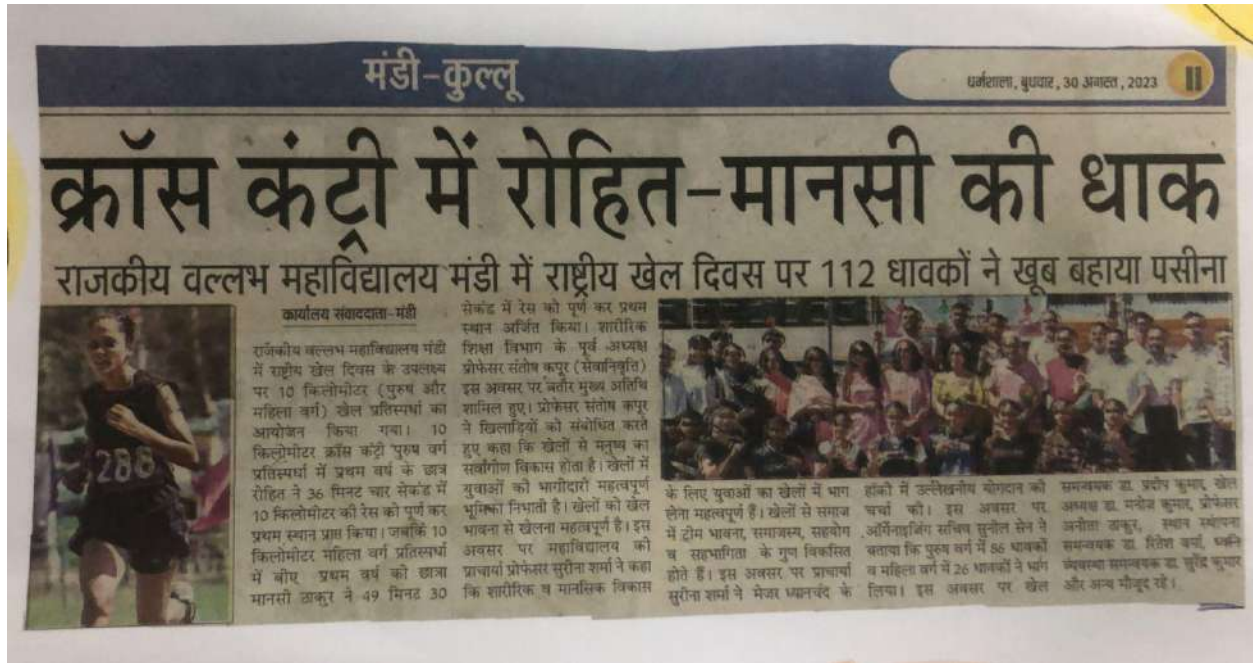 मंडी-कुल्लू
धर्मशाला, बुधवार, 30 अगस्त, 2023
II
क्रॉस कंट्री में रोहित-मानसी की धाक
राजकीय वल्लभ महाविद्यालय मंडी में राष्ट्रीय खेल दिवस पर 112 धावकों ने खूब बहाया पसीना
288
कार्यालय संवाददाता-मंडी
राजकीय वल्लभ महाविद्यालय मंडी
में राष्ट्रीय खेल दिवस के उपलक्ष्य
पर 10 किलोमीटर (पुरुष और
महिला वर्ग) खेल प्रतिस्पर्धा का
आयोजन किया गया। 10
किलोमीटर क्रॉस कंट्री पुरुष वर्ग
प्रतिस्पर्धा में प्रथम वर्ष के छात्र
रोहित ने 36 मिनट चार सेकंड में
10 किलोमीटर की रेस को पूर्ण कर
प्रथम स्थान प्राप्त किया। जबकि 10
किलोमीटर महिला वर्ग प्रतिस्पर्धा
में बीए प्रथम वर्ष की छात्रा
मानसी ठाकुर ने 49 मिनट 30
सेकंड में रेस को पूर्ण कर प्रथम
स्थान अर्जित किया। शारीरिक
शिक्षा विभाग के पूर्व अध्यक्ष
प्रोफेसर संतोष कपूर (सेवानिवृत्ति)
इस अवसर पर बतौर मुख्य अतिथि
शामिल हुए। प्रोफेसर संतोष कपूर
ने खिलाड़ियों को संबोधित करते
हुए कहा कि खेलों से मनुष्य का
सर्वांगीण विकास होता है। खेलों में
युवाओं की भागीदारी महत्वपूर्ण
भूमिका निभाती है। खेलों को खेल
भावना से खेलना महत्वपूर्ण है। इस
अवसर पर महाविद्यालय की
प्राचार्या प्रोफेसर सुरीना शर्मा ने कहा
कि शारीरिक व मानसिक विकास
के लिए युवाओं का खेलों में भाग
लेना महत्वपूर्ण हैं। खेलों से समाज
में टीम भावना, समाजस्य, सहयोग
व सहभागिता के गुण विकसित
होते हैं। इस अवसर पर प्राचार्या
सुरीना शर्मा ने मेजर ध्यानचंद के
हॉकी में उल्लेखनीय योगदान की
चर्चा की। इस अवसर पर
ऑर्गेनाइजिंग सचिव सुनील सेन ने
बताया कि पुरुष वर्ग में 86 धावकों
व महिला वर्ग में 26 धावकों ने भाग
लिया। इस अवसर पर खेल
समन्वयक डा. प्रदीप कुमार, खेल
अध्यक्ष डा. मनोज कुमार, प्रोफेसर
अनीता ठाकुर, स्थान स्थापना
समन्वयक डा. रितेश वर्मा, ध्वनि
व्यवस्था समन्वयक डा. सुरेंद्र कुमार
और अन्य मौजूद रहे।